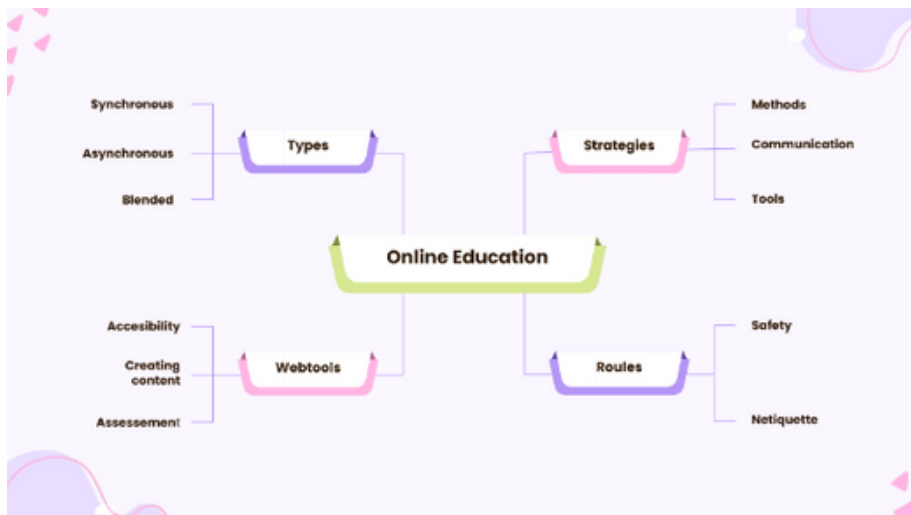 Synchronous
Asynchronous
Blended
Types
Strategies
Methods
Communication
Tools
Online Education
Accesibility
Creating
content
Assessement
Webtools
Roules
Safety
Netiquette